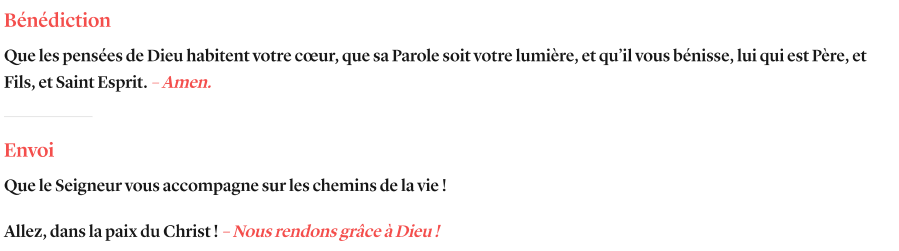 Bénédiction
Que les pensées de Dieu habitent votre cœur, que sa Parole soit votre lumière, et qu’il vous bénisse, lui qui est Père, et
Fils, et Saint Esprit. – Amen.
Envoi
Que le Seigneur vous accompagne sur les chemins de la vie !
Allez, dans la paix du Christ ! – Nous rendons grâce à Dieu !